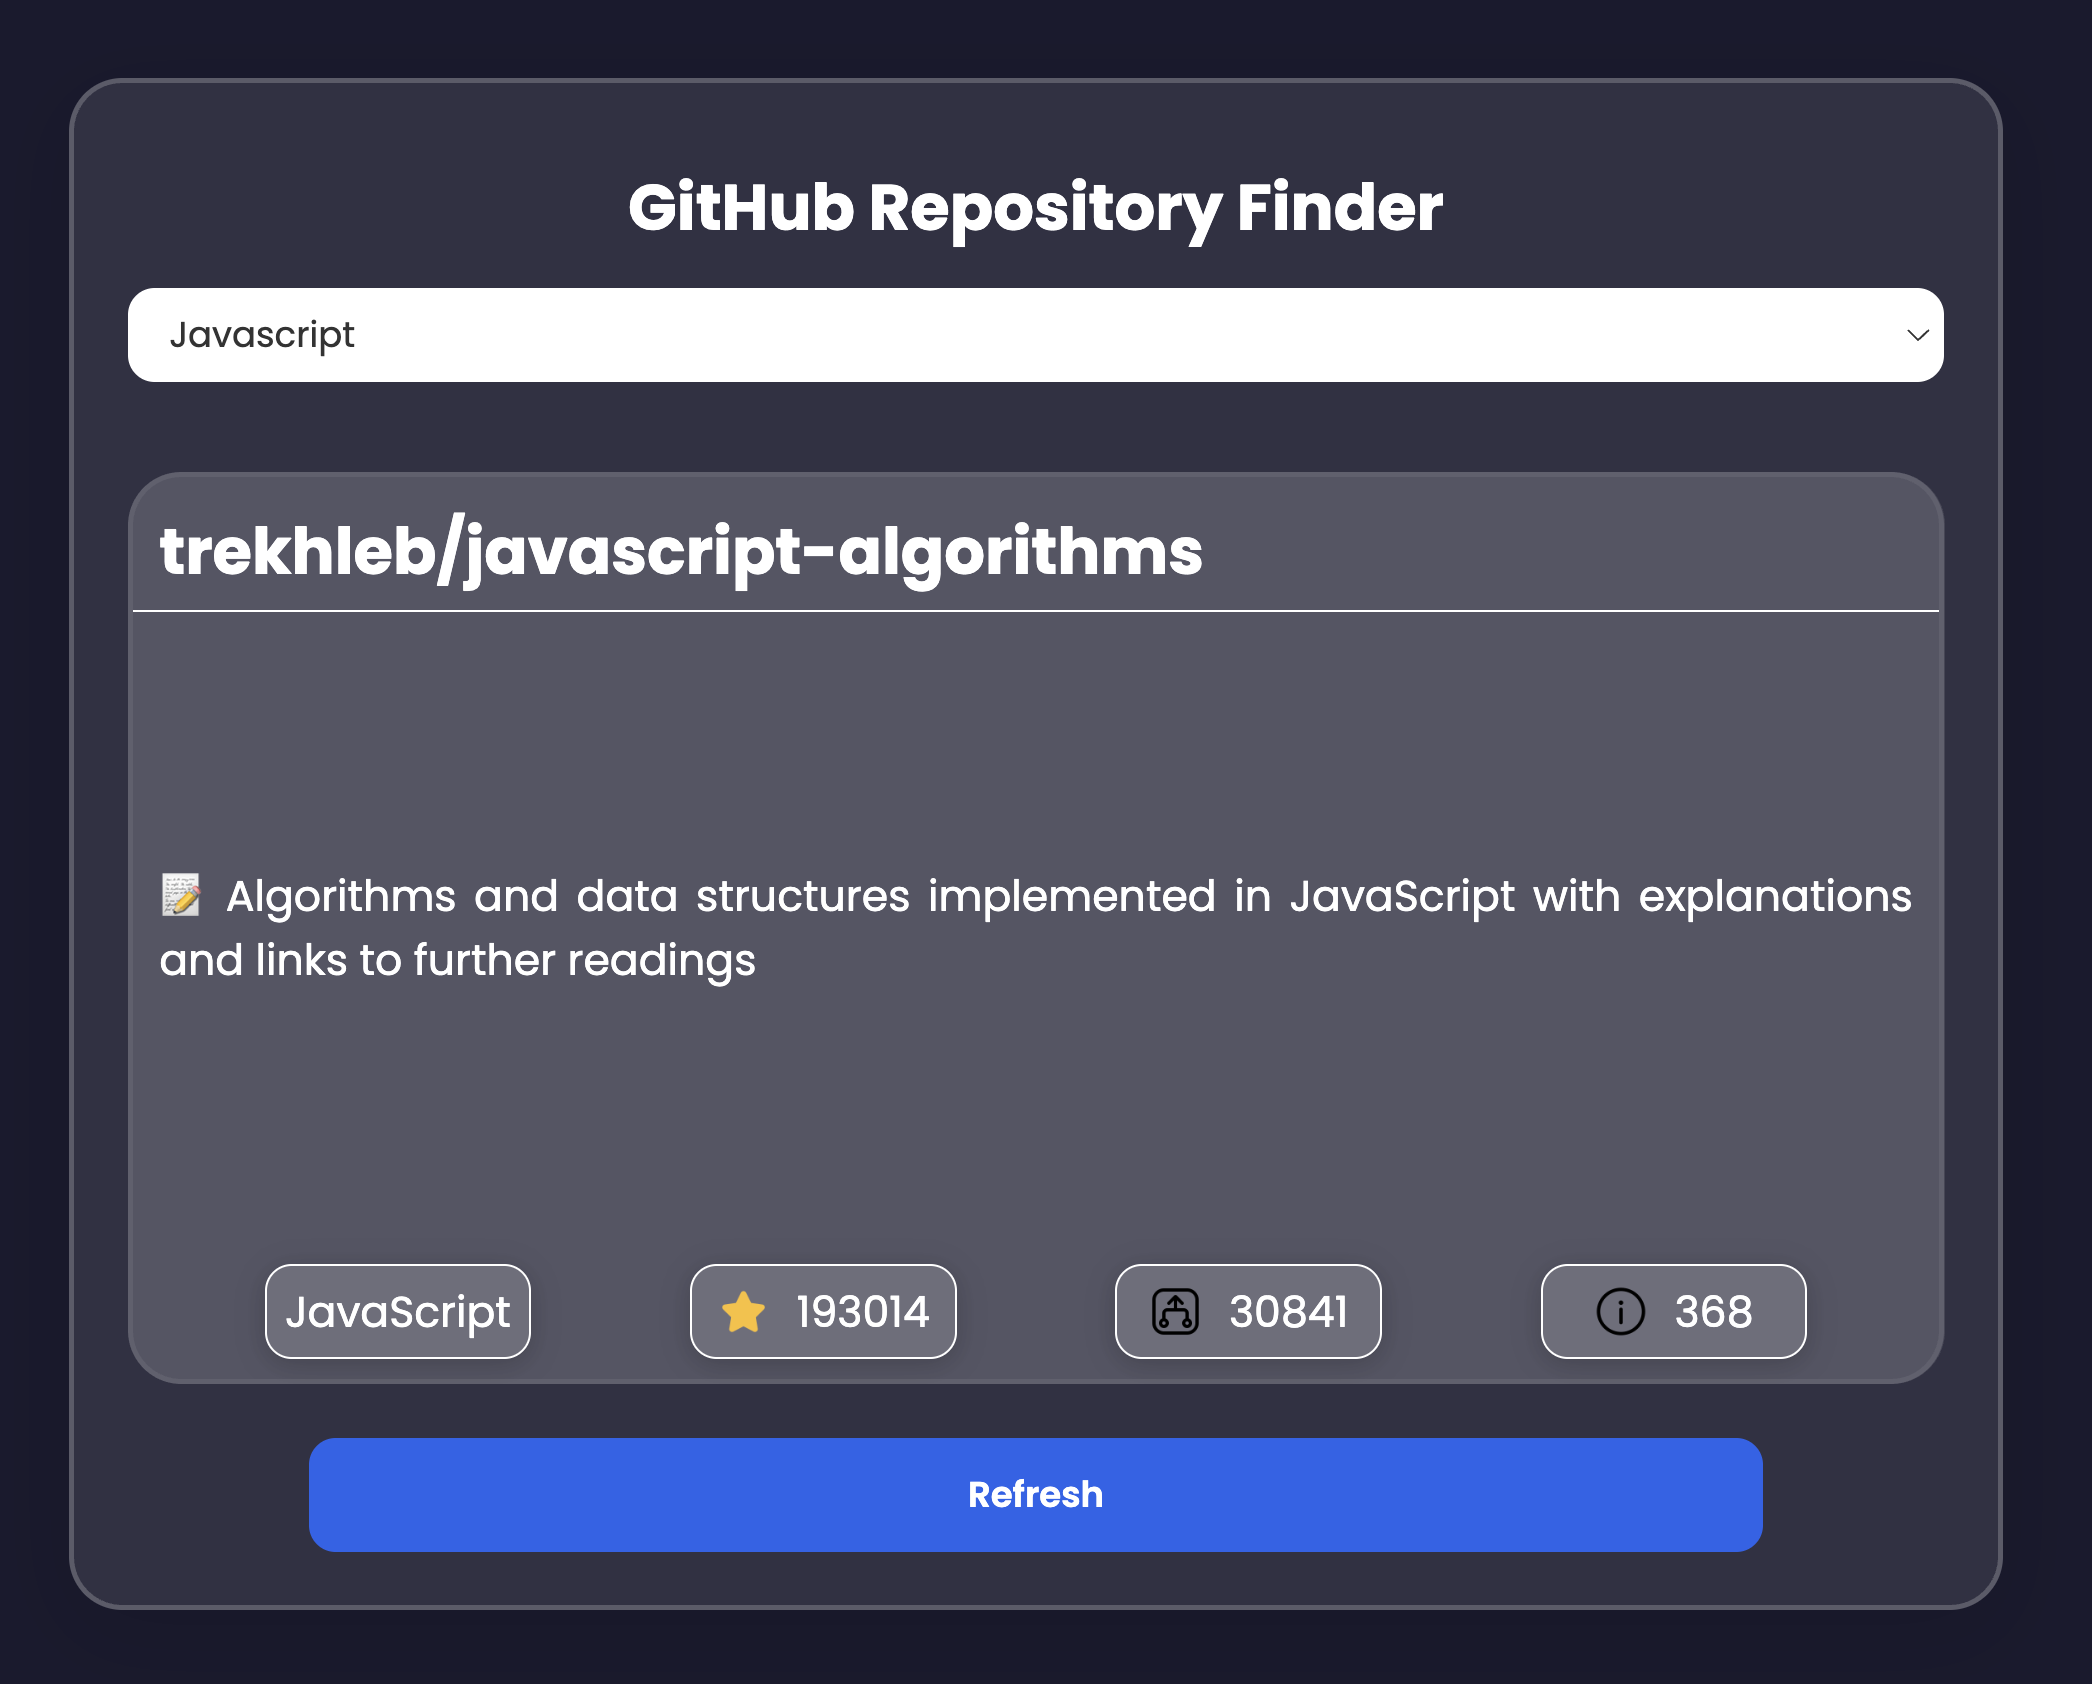 GitHub Repository Finder
Javascript
trekhleb/javascript-algorithms
📝 Algorithms and data structures implemented in JavaScript with explanations
and links to further readings
JavaScript
193014
30841
368
Refresh